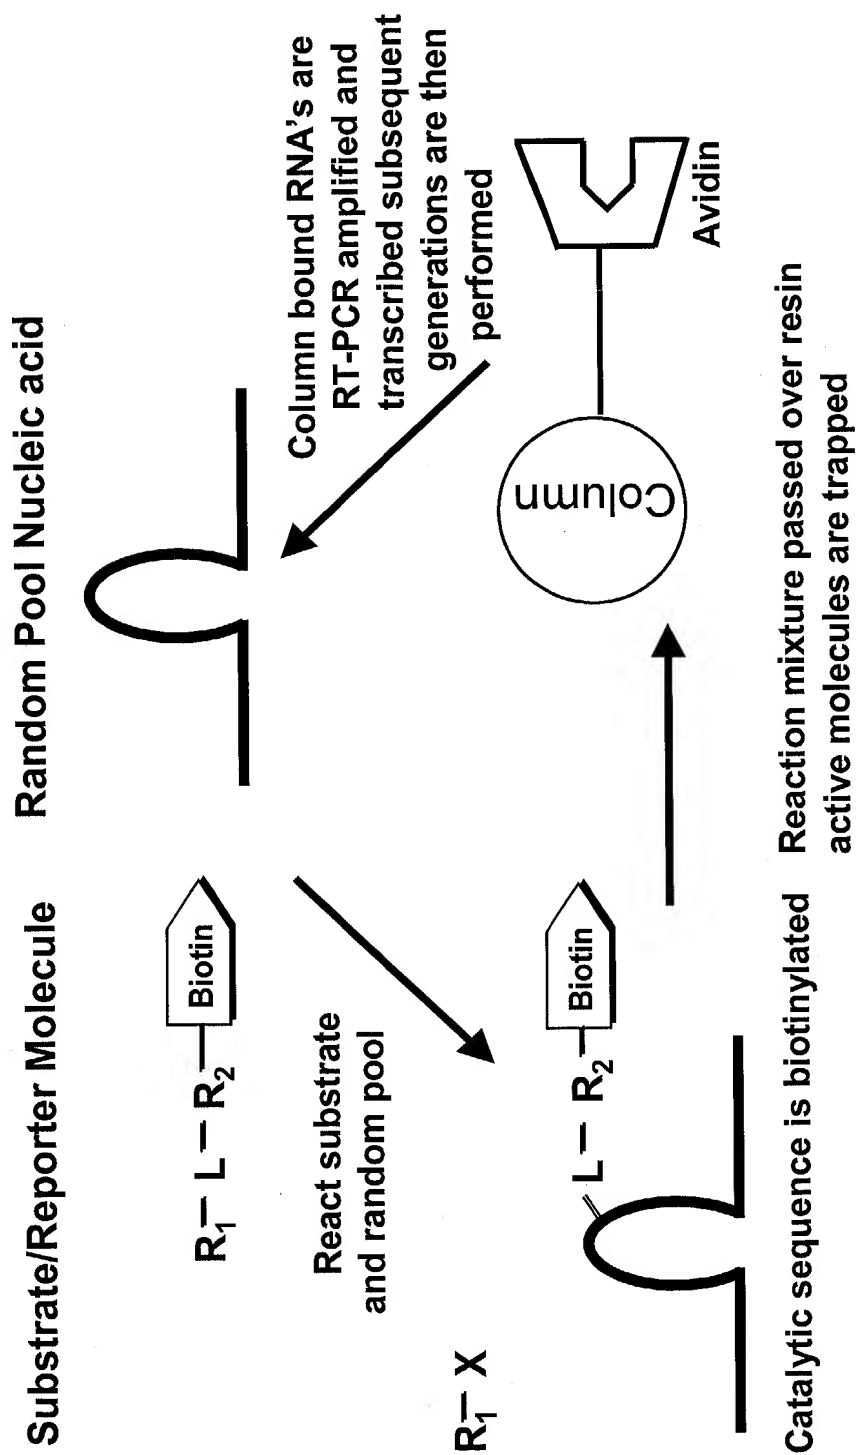 Substrate/Reporter Molecule
Random Pool Nucleic acid
R1 — L — R2 — Biotin
Column bound RNA's are
RT-PCR amplified and
transcribed subsequent
generations are then
performed
React substrate
and random pool
R1 — X
L — R2 — Biotin
Column
Avidin
Catalytic sequence is biotinylated
Reaction mixture passed over resin
active molecules are trapped